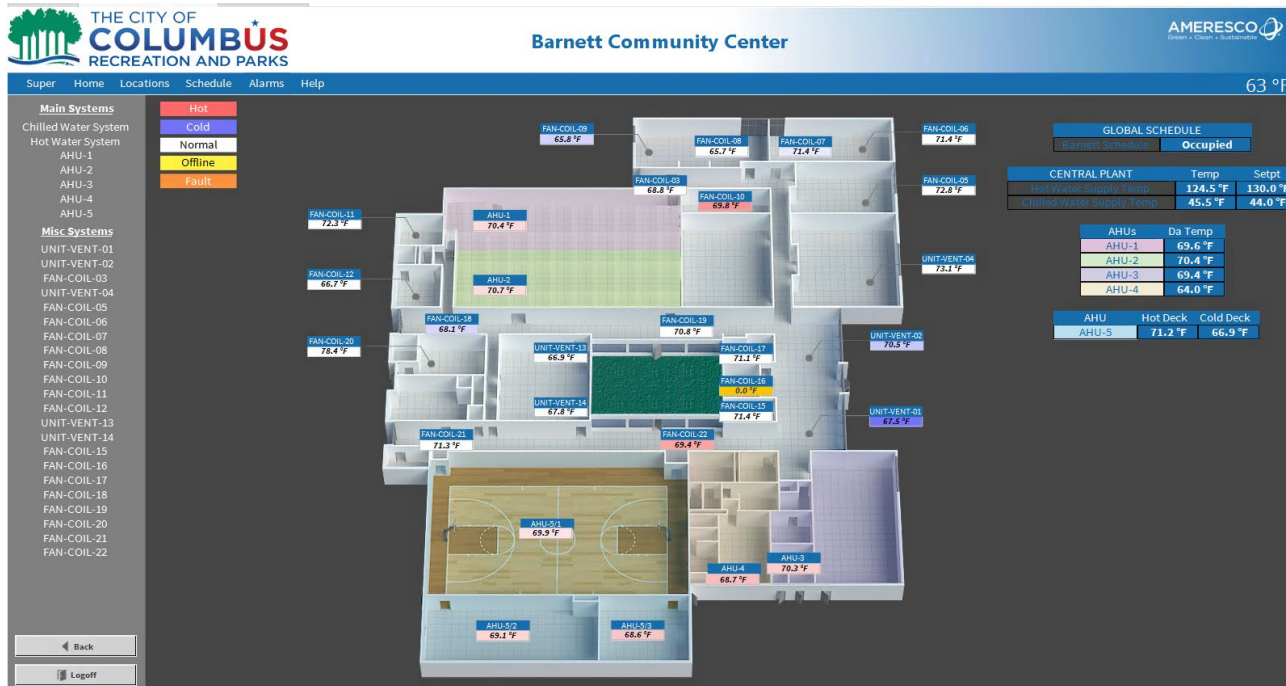 THE CITY OF
COLUMBUS
RECREATION AND PARKS
Barnett Community Center
AMERESCO
Green • Clean • Sustainable
Super Home Locations Schedule Alarms Help
63 °F
Main Systems
Chilled Water System
Hot Water System
AHU-1
AHU-2
AHU-3
AHU-4
AHU-5
Misc Systems
UNIT-VENT-01
UNIT-VENT-02
FAN-COIL-03
UNIT-VENT-04
FAN-COIL-05
FAN-COIL-06
FAN-COIL-07
FAN-COIL-08
FAN-COIL-09
FAN-COIL-10
FAN-COIL-11
FAN-COIL-12
UNIT-VENT-13
UNIT-VENT-14
FAN-COIL-15
FAN-COIL-16
FAN-COIL-17
FAN-COIL-18
FAN-COIL-19
FAN-COIL-20
FAN-COIL-21
FAN-COIL-22
Back
Logoff
Hot
Cold
Normal
Offline
Fault
FAN-COIL-09
65.8 °F
FAN-COIL-08
65.7 °F
FAN-COIL-07
71.4 °F
FAN-COIL-06
71.4 °F
FAN-COIL-03
68.8 °F
FAN-COIL-10
69.8 °F
FAN-COIL-05
72.8 °F
FAN-COIL-11
72.3 °F
AHU-1
70.4 °F
FAN-COIL-12
66.7 °F
AHU-2
70.7 °F
UNIT-VENT-04
73.1 °F
FAN-COIL-18
68.1 °F
FAN-COIL-19
70.8 °F
FAN-COIL-20
78.4 °F
UNIT-VENT-13
66.9 °F
FAN-COIL-17
71.1 °F
UNIT-VENT-02
70.5 °F
FAN-COIL-16
0.0 °F
UNIT-VENT-14
67.8 °F
FAN-COIL-15
71.4 °F
UNIT-VENT-01
67.5 °F
FAN-COIL-21
71.3 °F
FAN-COIL-22
69.4 °F
AHU-5/1
69.9 °F
AHU-4
68.7 °F
AHU-3
70.3 °F
AHU-5/2
69.1 °F
AHU-5/3
68.6 °F
GLOBAL SCHEDULE
Barnett Schedule Occupied
CENTRAL PLANT Temp Setpt
Hot Water Supply Temp 124.5 °F 130.0 °F
Chilled Water Supply Temp 45.5 °F 44.0 °F
AHUs Da Temp
AHU-1 69.6 °F
AHU-2 70.4 °F
AHU-3 69.4 °F
AHU-4 64.0 °F
AHU Hot Deck Cold Deck
AHU-5 71.2 °F 66.9 °F